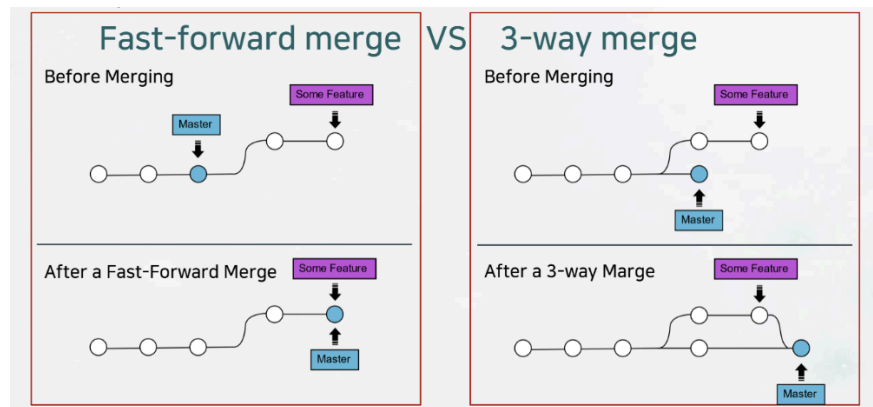 Fast-forward merge VS 3-way merge
Before Merging
Some Feature
Master
After a Fast-Forward Merge
Some Feature
Master
Before Merging
Some Feature
Master
After a 3-way Marge
Some Feature
Master